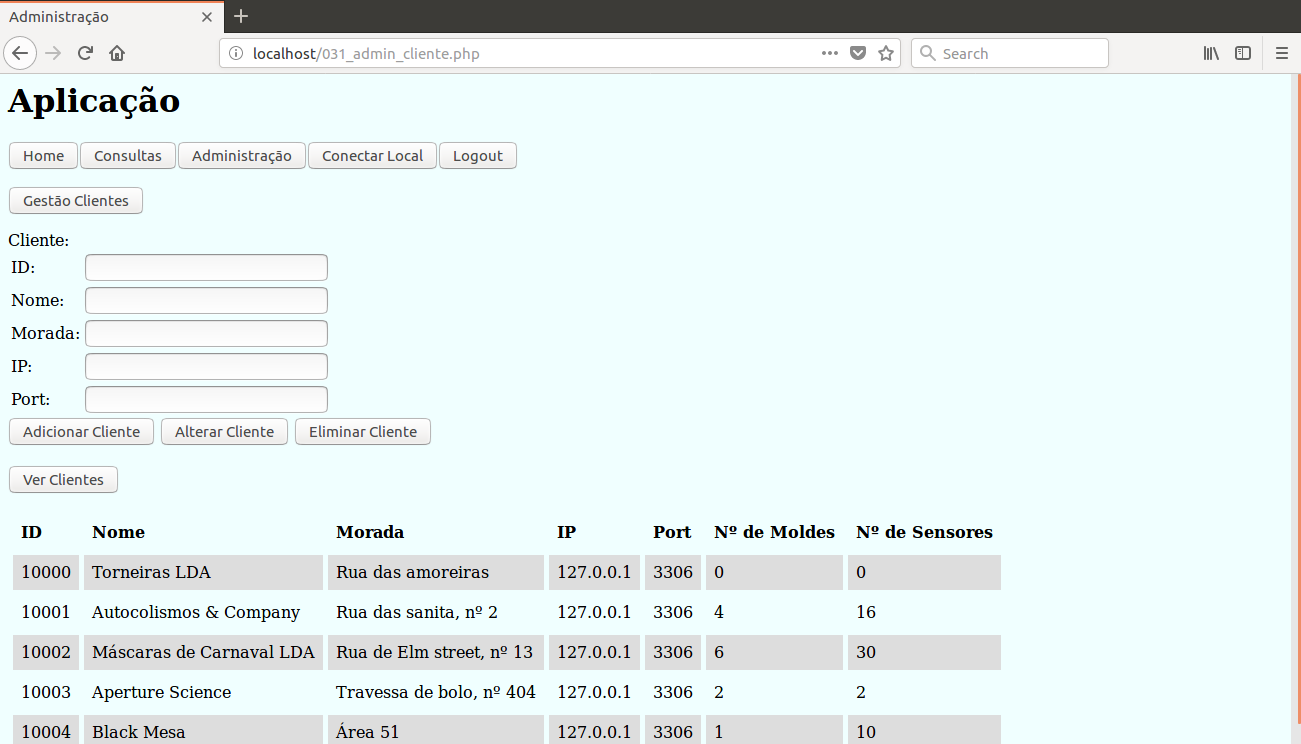 Administração
localhost/031_admin_cliente.php
Search
Aplicação
Home Consultas Administração Conectar Local Logout
Gestão Clientes
Cliente:
ID:
Nome:
Morada:
IP:
Port:
Adicionar Cliente Alterar Cliente Eliminar Cliente
Ver Clientes
ID Nome Morada IP Port Nº de Moldes Nº de Sensores
10000 Torneiras LDA Rua das amoreiras 127.0.0.1 3306 0 0
10001 Autocolismos & Company Rua das sanita, nº 2 127.0.0.1 3306 4 16
10002 Máscaras de Carnaval LDA Rua de Elm street, nº 13 127.0.0.1 3306 6 30
10003 Aperture Science Travessa de bolo, nº 404 127.0.0.1 3306 2 2
10004 Black Mesa Área 51 127.0.0.1 3306 1 10